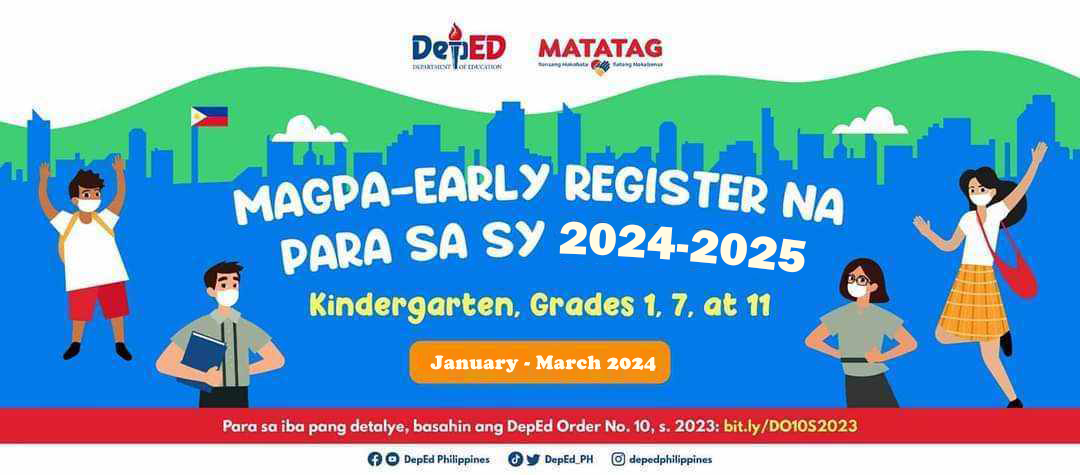 DepED
DEPARTMENT OF EDUCATION
MATATAG
Bansang Makabata
Batang Makabansa
MAGPA-EARLY REGISTER NA
PARA SA SY 2024-2025
Kindergarten, Grades 1, 7, at 11
January - March 2024
Para sa iba pang detalye, basahin ang DepEd Order No. 10, s. 2023: bit.ly/DO10S2023
DepEd Philippines DepEd_PH depedphilippines